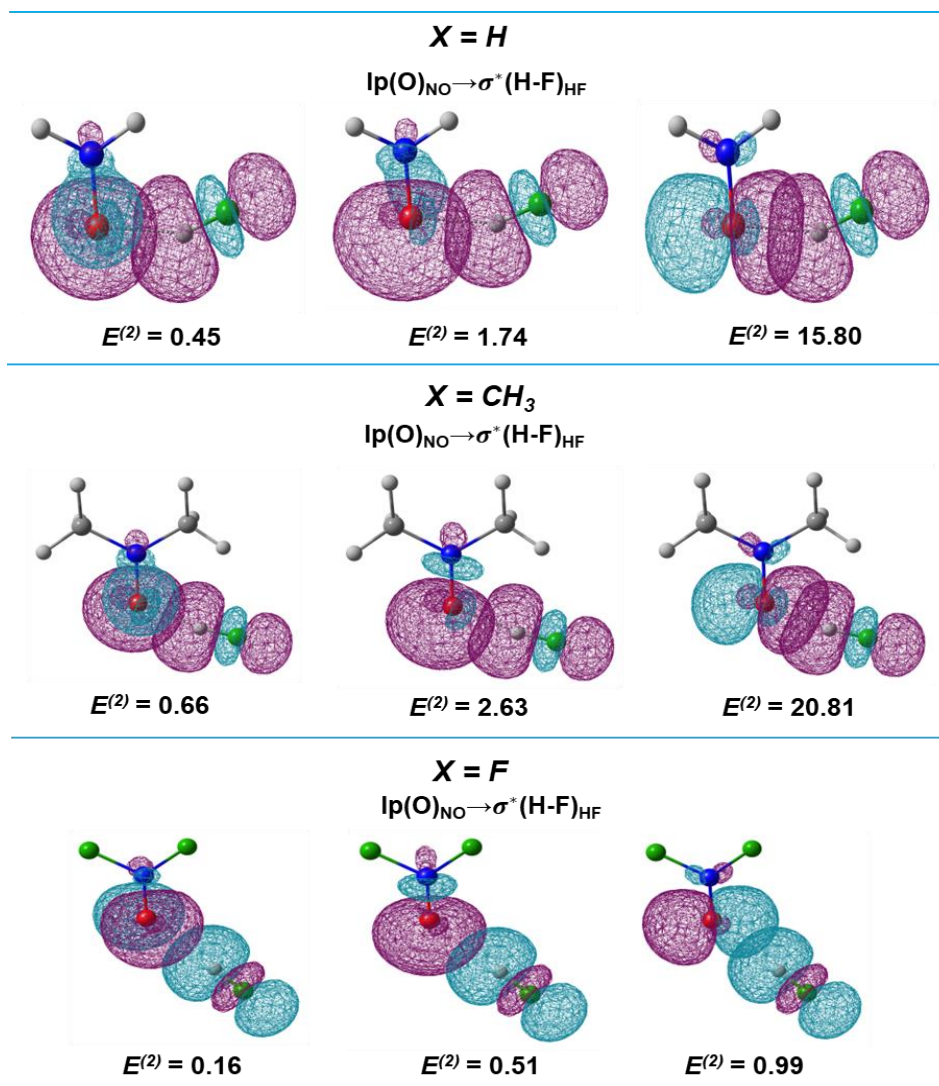 X = H
lp(O)NO→σ*(H-F)HF
E(2) = 0.45 E(2) = 1.74 E(2) = 15.80
X = CH3
lp(O)NO→σ*(H-F)HF
E(2) = 0.66 E(2) = 2.63 E(2) = 20.81
X = F
lp(O)NO→σ*(H-F)HF
E(2) = 0.16 E(2) = 0.51 E(2) = 0.99